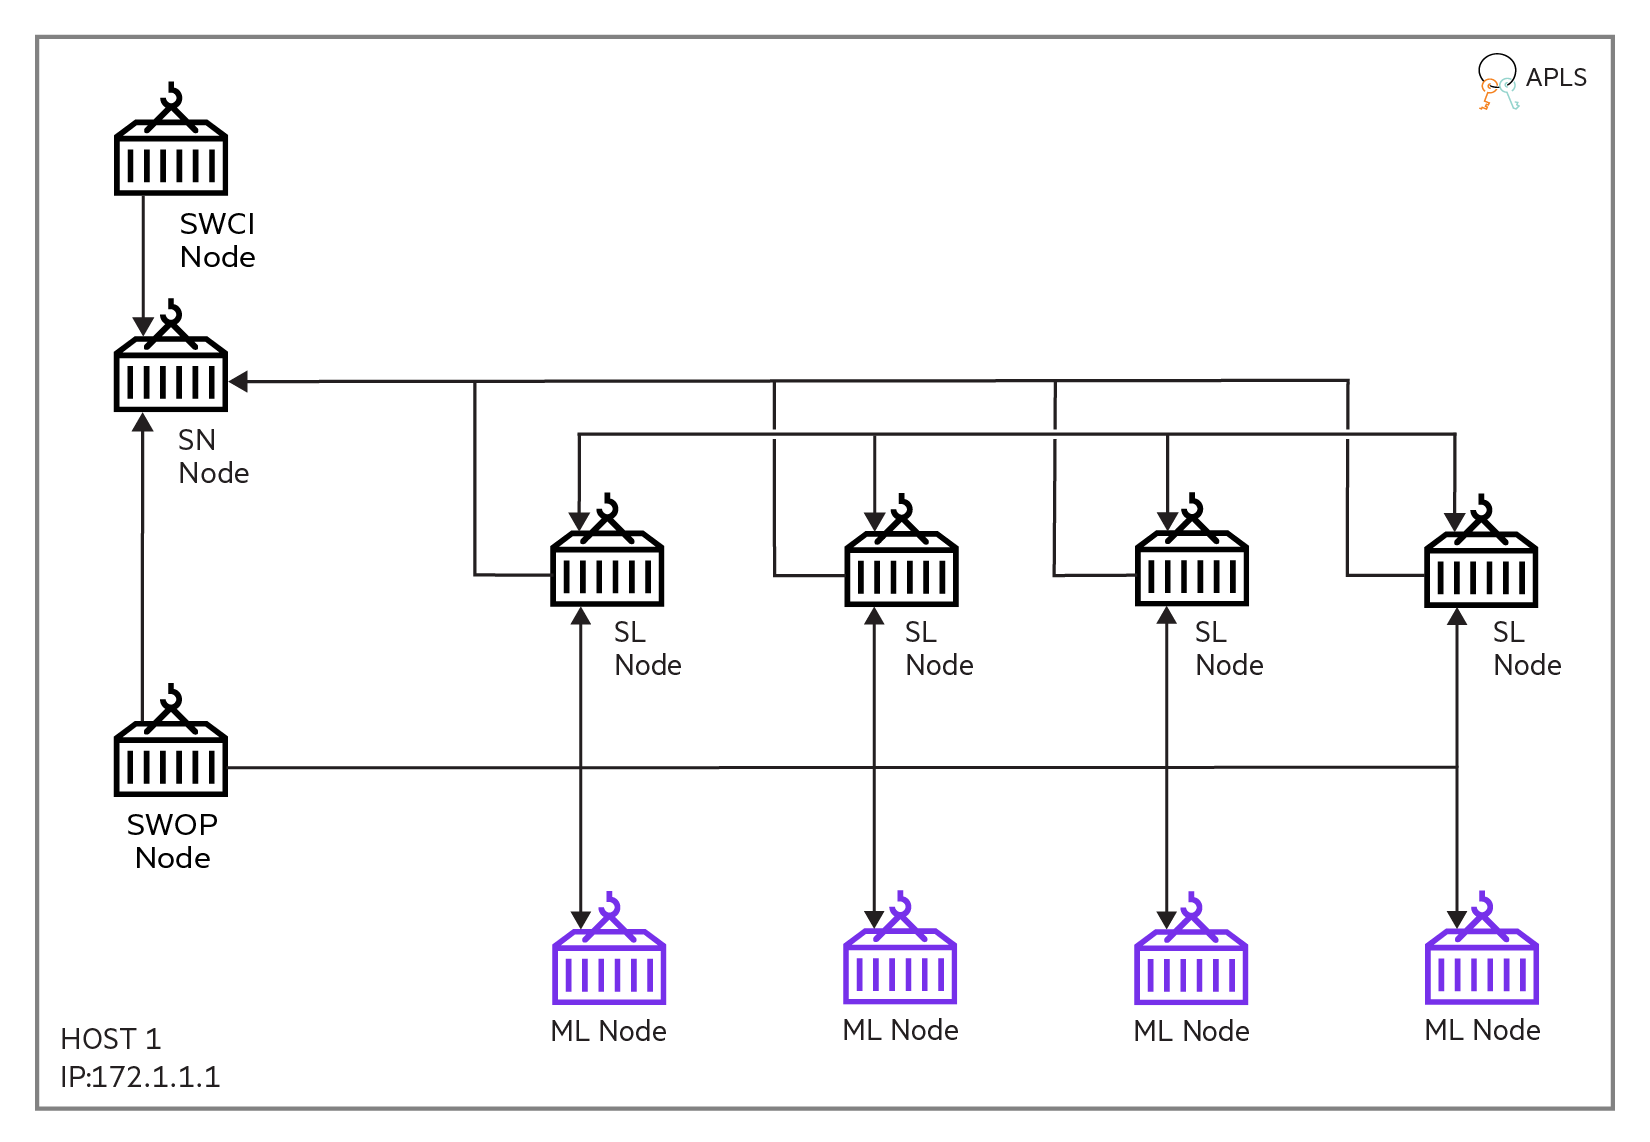 APLS
SWCI
Node
SN
Node
SL
Node
SL
Node
SL
Node
SL
Node
SWOP
Node
ML Node
ML Node
ML Node
ML Node
HOST 1
IP:172.1.1.1